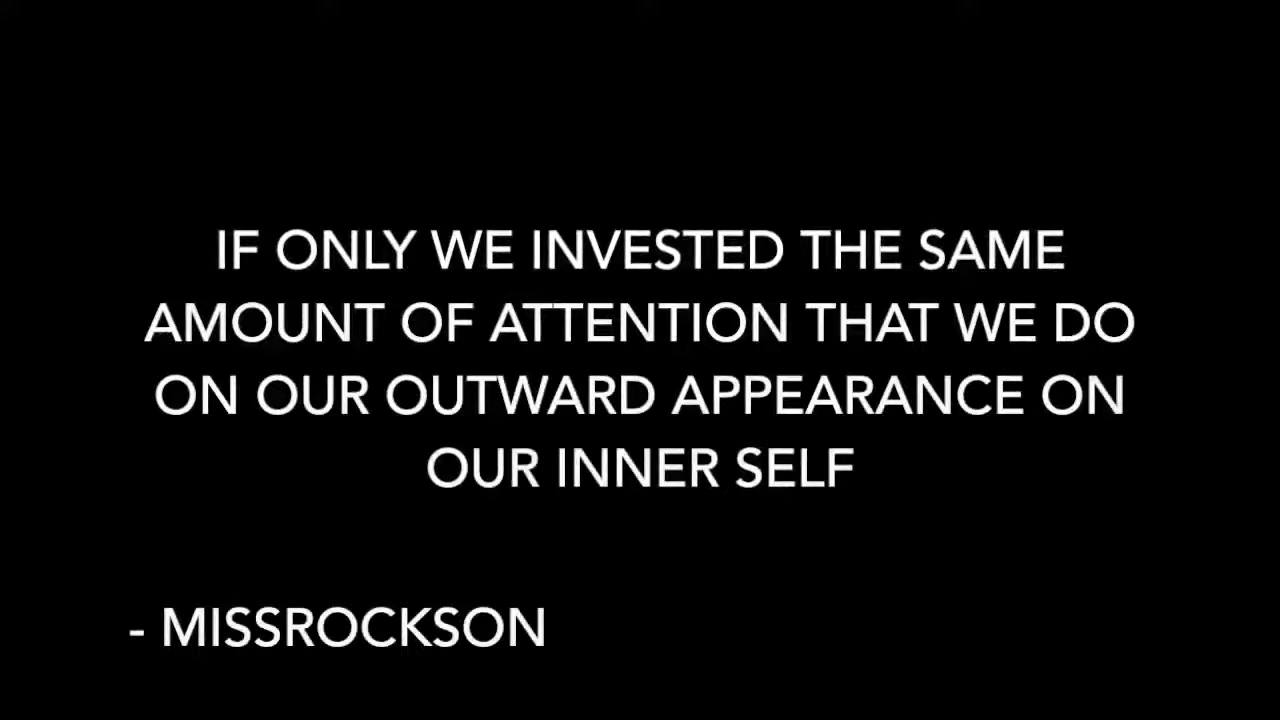 IF ONLY WE INVESTED THE SAME
AMOUNT OF ATTENTION THAT WE DO
ON OUR OUTWARD APPEARANCE ON
OUR INNER SELF
- MISSROCKSON